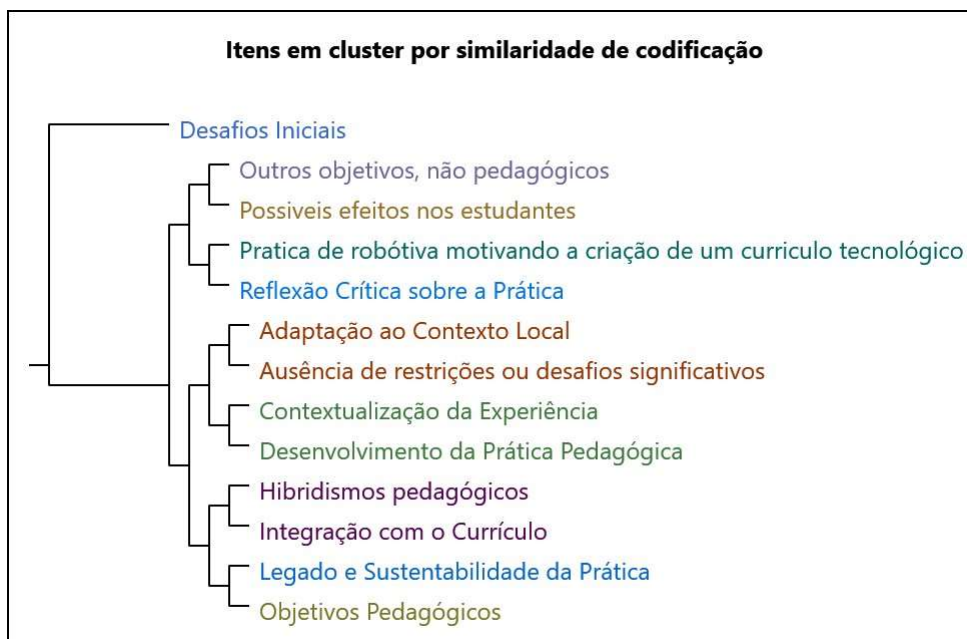 Itens em cluster por similaridade de codificação
Desafios Iniciais
Outros objetivos, não pedagógicos
Possiveis efeitos nos estudantes
Pratica de robótiva motivando a criação de um curriculo tecnológico
Reflexão Crítica sobre a Prática
Adaptação ao Contexto Local
Ausência de restrições ou desafios significativos
Contextualização da Experiência
Desenvolvimento da Prática Pedagógica
Hibridismos pedagógicos
Integração com o Currículo
Legado e Sustentabilidade da Prática
Objetivos Pedagógicos